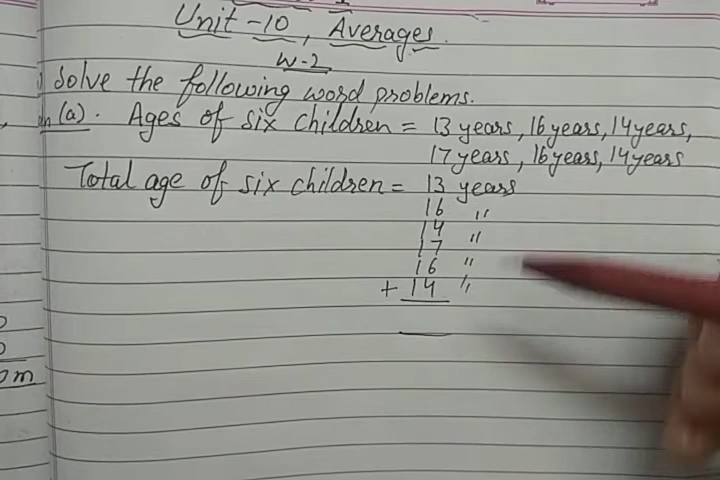 Unit-10, Averages.
W-2
Solve the following word problems.
(a). Ages of six children = 13 years, 16 years, 14 years,
17 years, 16 years, 14 years
Total age of six children = 13 years
16 "
14
17 "
16 "
+ 14 "
m